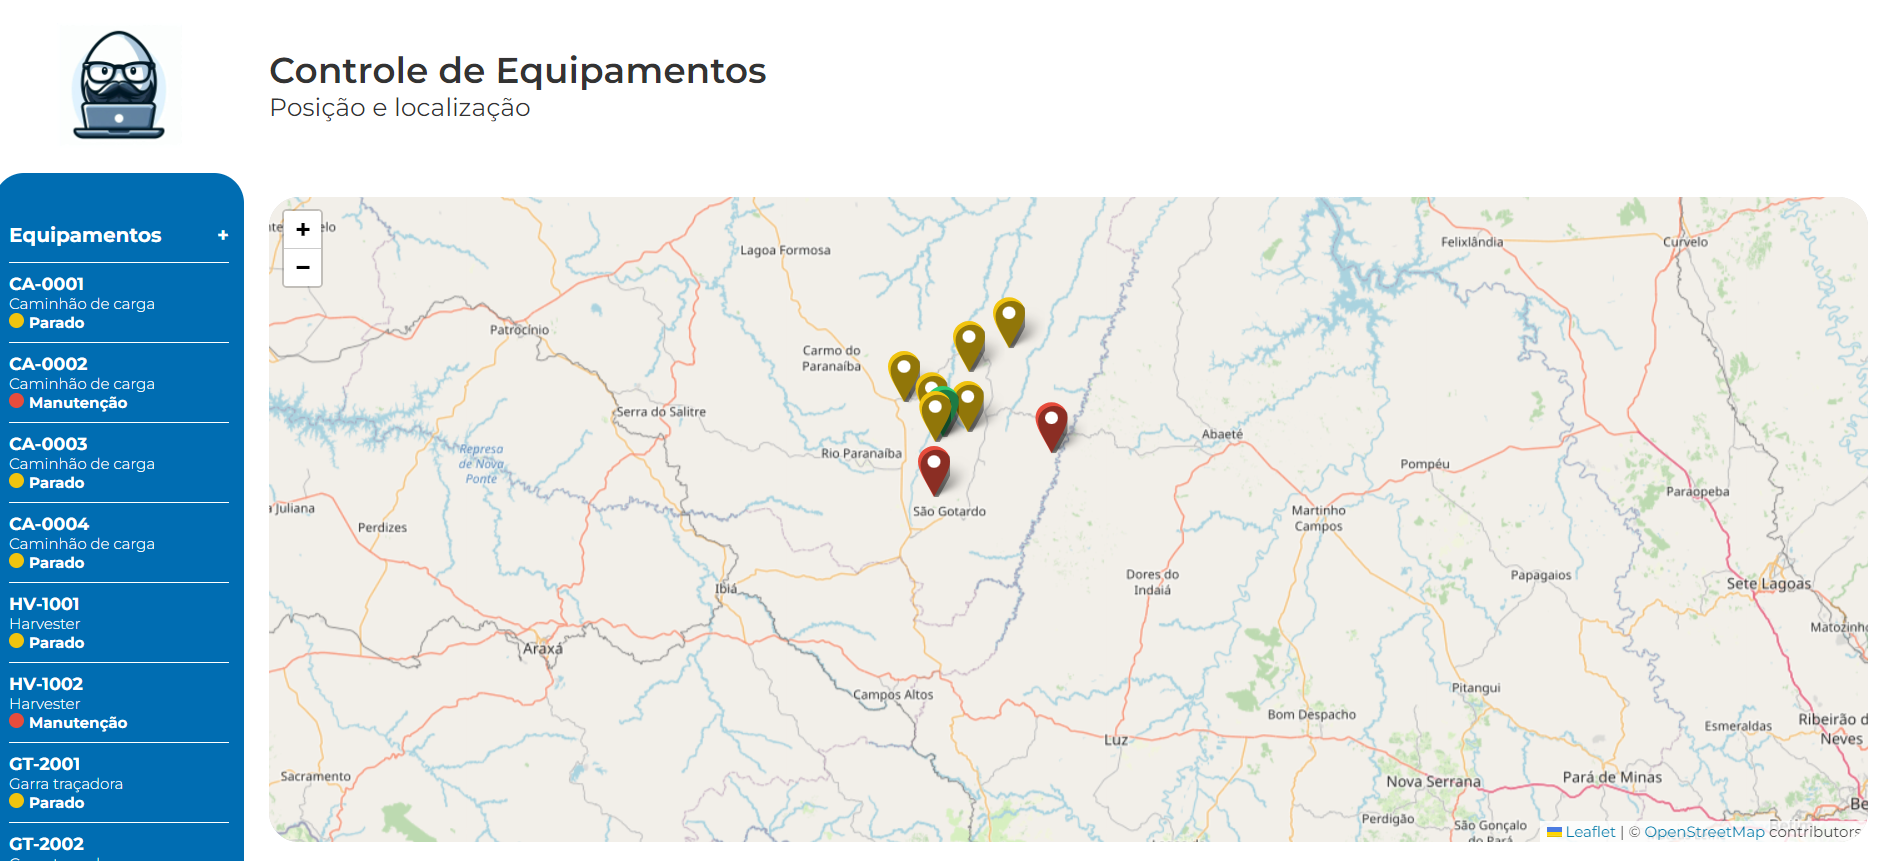 Controle de Equipamentos
Posição e localização
Equipamentos +
CA-0001
Caminhão de carga
Parado
CA-0002
Caminhão de carga
Manutenção
CA-0003
Caminhão de carga
Parado
CA-0004
Caminhão de carga
Parado
HV-1001
Harvester
Parado
HV-1002
Harvester
Manutenção
GT-2001
Garra traçadora
Parado
GT-2002
+
−
Lagoa Formosa
Felixlândia
Curvelo
Patrocínio
Carmo do
Paranaíba
Serra do Salitre
Abaeté
Represa
de Nova
Ponte
Rio Paranaíba
Pompéu
Paraopeba
São Gotardo
Martinho
Campos
Juliana
Perdizes
Dores do
Indaiá
Papagaios
Sete Lagoas
Ibiá
Matozinh
Araxá
Campos Altos
Pitangui
Bom Despacho
Esmeraldas
Ribeirão d
Neves
Luz
Sacramento
Nova Serrana
Pará de Minas
Be
Perdigão
São Gonçalo
do Pará
Leaflet | © OpenStreetMap contributors